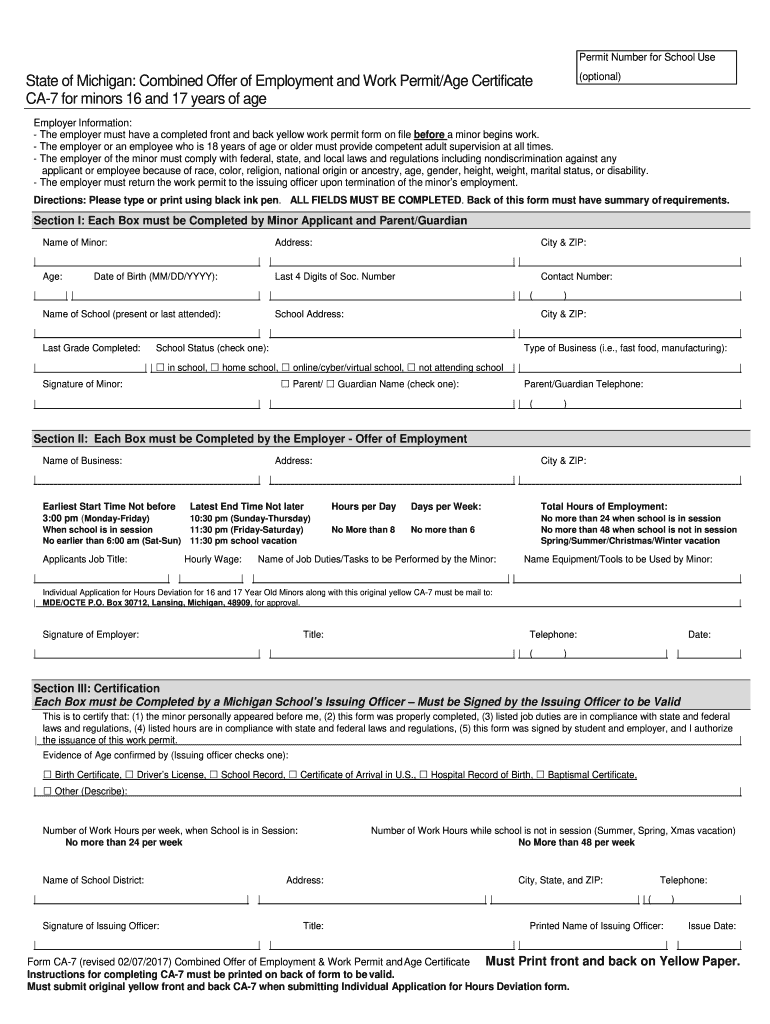 Permit Number for School Use
(optional)
State of Michigan: Combined Offer of Employment and Work Permit/Age Certificate
CA-7 for minors 16 and 17 years of age
Employer Information:
- The employer must have a completed front and back yellow work permit form on file before a minor begins work.
- The employer or an employee who is 18 years of age or older must provide competent adult supervision at all times.
- The employer of the minor must comply with federal, state, and local laws and regulations including nondiscrimination against any
applicant or employee because of race, color, religion, national origin or ancestry, age, gender, height, weight, marital status, or disability.
- The employer must return the work permit to the issuing officer upon termination of the minor's employment.
Directions: Please type or print using black ink pen. ALL FIELDS MUST BE COMPLETED. Back of this form must have summary of requirements.
Section I: Each Box must be Completed by Minor Applicant and Parent/Guardian
Name of Minor: Address: City & ZIP:
Age: Date of Birth (MM/DD/YYYY): Last 4 Digits of Soc. Number Contact Number:
( )
Name of School (present or last attended): School Address: City & ZIP:
Last Grade Completed: School Status (check one): Type of Business (i.e., fast food, manufacturing):
☐ in school, ☐ home school, ☐ online/cyber/virtual school, ☐ not attending school
Signature of Minor: ☐ Parent/ ☐ Guardian Name (check one): Parent/Guardian Telephone:
( )
Section II: Each Box must be Completed by the Employer - Offer of Employment
Name of Business: Address: City & ZIP:
Earliest Start Time Not before Latest End Time Not later Hours per Day Days per Week: Total Hours of Employment:
3:00 pm (Monday-Friday) 10:30 pm (Sunday-Thursday) No more than 24 when school is in session
When school is in session 11:30 pm (Friday-Saturday) No More than 8 No more than 6 No more than 48 when school is not in session
No earlier than 6:00 am (Sat-Sun) 11:30 pm school vacation Spring/Summer/Christmas/Winter vacation
Applicants Job Title: Hourly Wage: Name of Job Duties/Tasks to be Performed by the Minor: Name Equipment/Tools to be Used by Minor:
Individual Application for Hours Deviation for 16 and 17 Year Old Minors along with this original yellow CA-7 must be mail to:
MDE/OCTE P.O. Box 30712, Lansing, Michigan, 48909, for approval.
Signature of Employer: Title: Telephone: Date:
( )
Section III: Certification
Each Box must be Completed by a Michigan School's Issuing Officer – Must be Signed by the Issuing Officer to be Valid
This is to certify that: (1) the minor personally appeared before me, (2) this form was properly completed, (3) listed job duties are in compliance with state and federal
laws and regulations, (4) listed hours are in compliance with state and federal laws and regulations, (5) this form was signed by student and employer, and I authorize
the issuance of this work permit.
Evidence of Age confirmed by (Issuing officer checks one):
☐ Birth Certificate, ☐ Driver's License, ☐ School Record, ☐ Certificate of Arrival in U.S., ☐ Hospital Record of Birth, ☐ Baptismal Certificate,
☐ Other (Describe):
Number of Work Hours per week, when School is in Session: Number of Work Hours while school is not in session (Summer, Spring, Xmas vacation)
No more than 24 per week No More than 48 per week
Name of School District: Address: City, State, and ZIP: Telephone:
( )
Signature of Issuing Officer: Title: Printed Name of Issuing Officer: Issue Date:
Form CA-7 (revised 02/07/2017) Combined Offer of Employment & Work Permit and Age Certificate Must Print front and back on Yellow Paper.
Instructions for completing CA-7 must be printed on back of form to be valid.
Must submit original yellow front and back CA-7 when submitting Individual Application for Hours Deviation form.